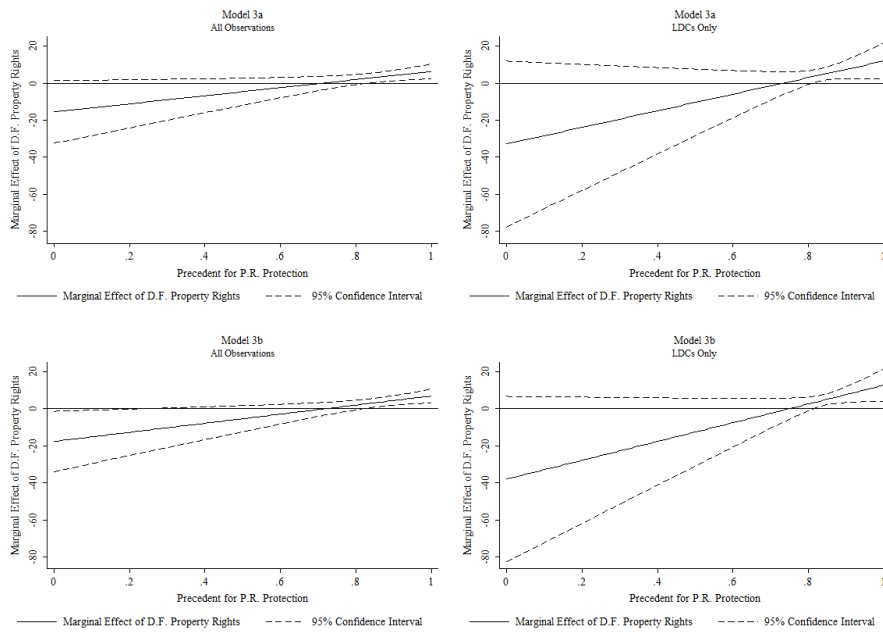 Model 3a
All Observations
Marginal Effect of D.F. Property Rights
20
0
-20
-40
-60
-80
0 .2 .4 .6 .8 1
Precedent for P.R. Protection
Marginal Effect of D.F. Property Rights 95% Confidence Interval
Model 3a
LDCs Only
Marginal Effect of D.F. Property Rights
20
0
-20
-40
-60
-80
0 .2 .4 .6 .8 1
Precedent for P.R. Protection
Marginal Effect of D.F. Property Rights 95% Confidence Interval
Model 3b
All Observations
Marginal Effect of D.F. Property Rights
20
0
-20
-40
-60
-80
0 .2 .4 .6 .8 1
Precedent for P.R. Protection
Marginal Effect of D.F. Property Rights 95% Confidence Interval
Model 3b
LDCs Only
Marginal Effect of D.F. Property Rights
20
0
-20
-40
-60
-80
0 .2 .4 .6 .8 1
Precedent for P.R. Protection
Marginal Effect of D.F. Property Rights 95% Confidence Interval